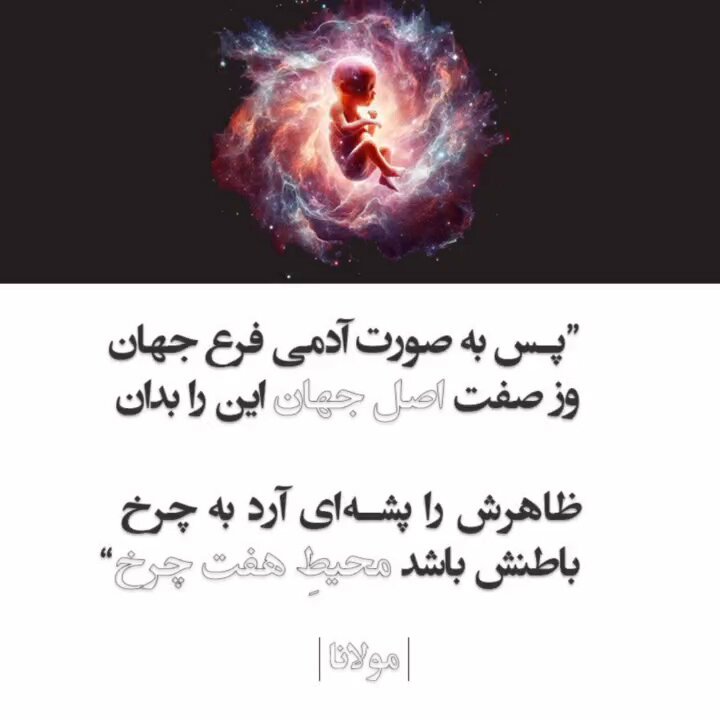 ”پس به صورت آدمی فرع جهان
وز صفت اصل جهان این را بدان
ظاهرش را پشه‌ای آرد به چرخ
باطنش باشد محیطِ هفت چرخ“
|مولانا|